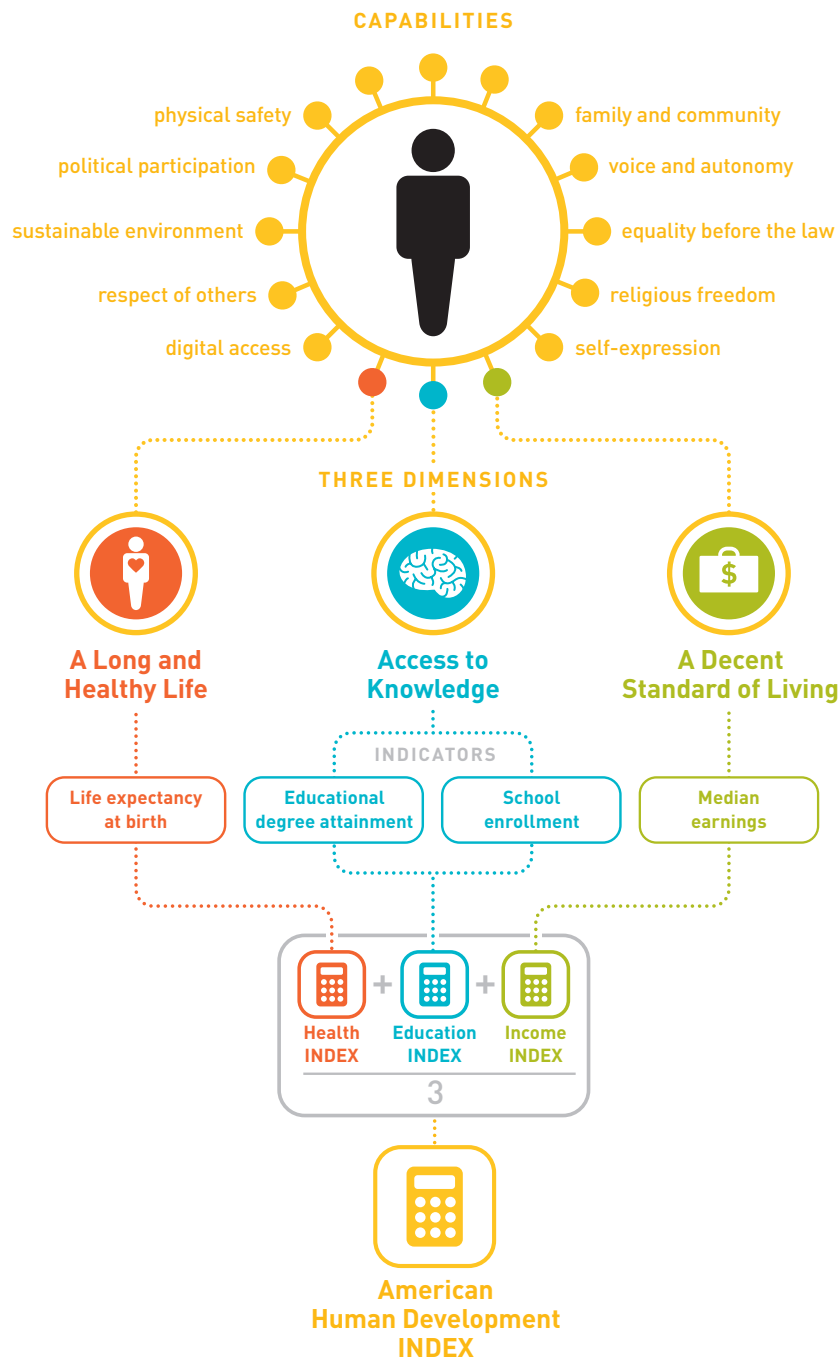 CAPABILITIES
physical safety
family and community
political participation
voice and autonomy
sustainable environment
equality before the law
respect of others
religious freedom
digital access
self-expression
THREE DIMENSIONS
$
A Long and
Healthy Life
Access to
Knowledge
A Decent
Standard of Living
INDICATORS
Life expectancy
at birth
Educational
degree attainment
School
enrollment
Median
earnings
+ +
Health
INDEX
Education
INDEX
Income
INDEX
3
American
Human Development
INDEX